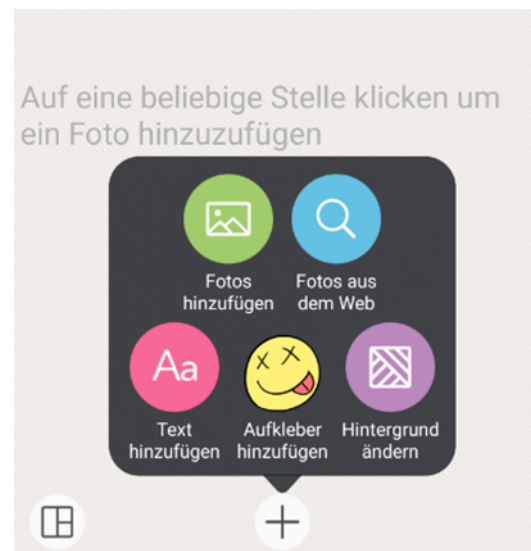 Auf eine beliebige Stelle klicken um
ein Foto hinzuzufügen
Fotos
hinzufügen
Fotos aus
dem Web
Aa
Text
hinzufügen
Aufkleber
hinzufügen
Hintergrund
ändern